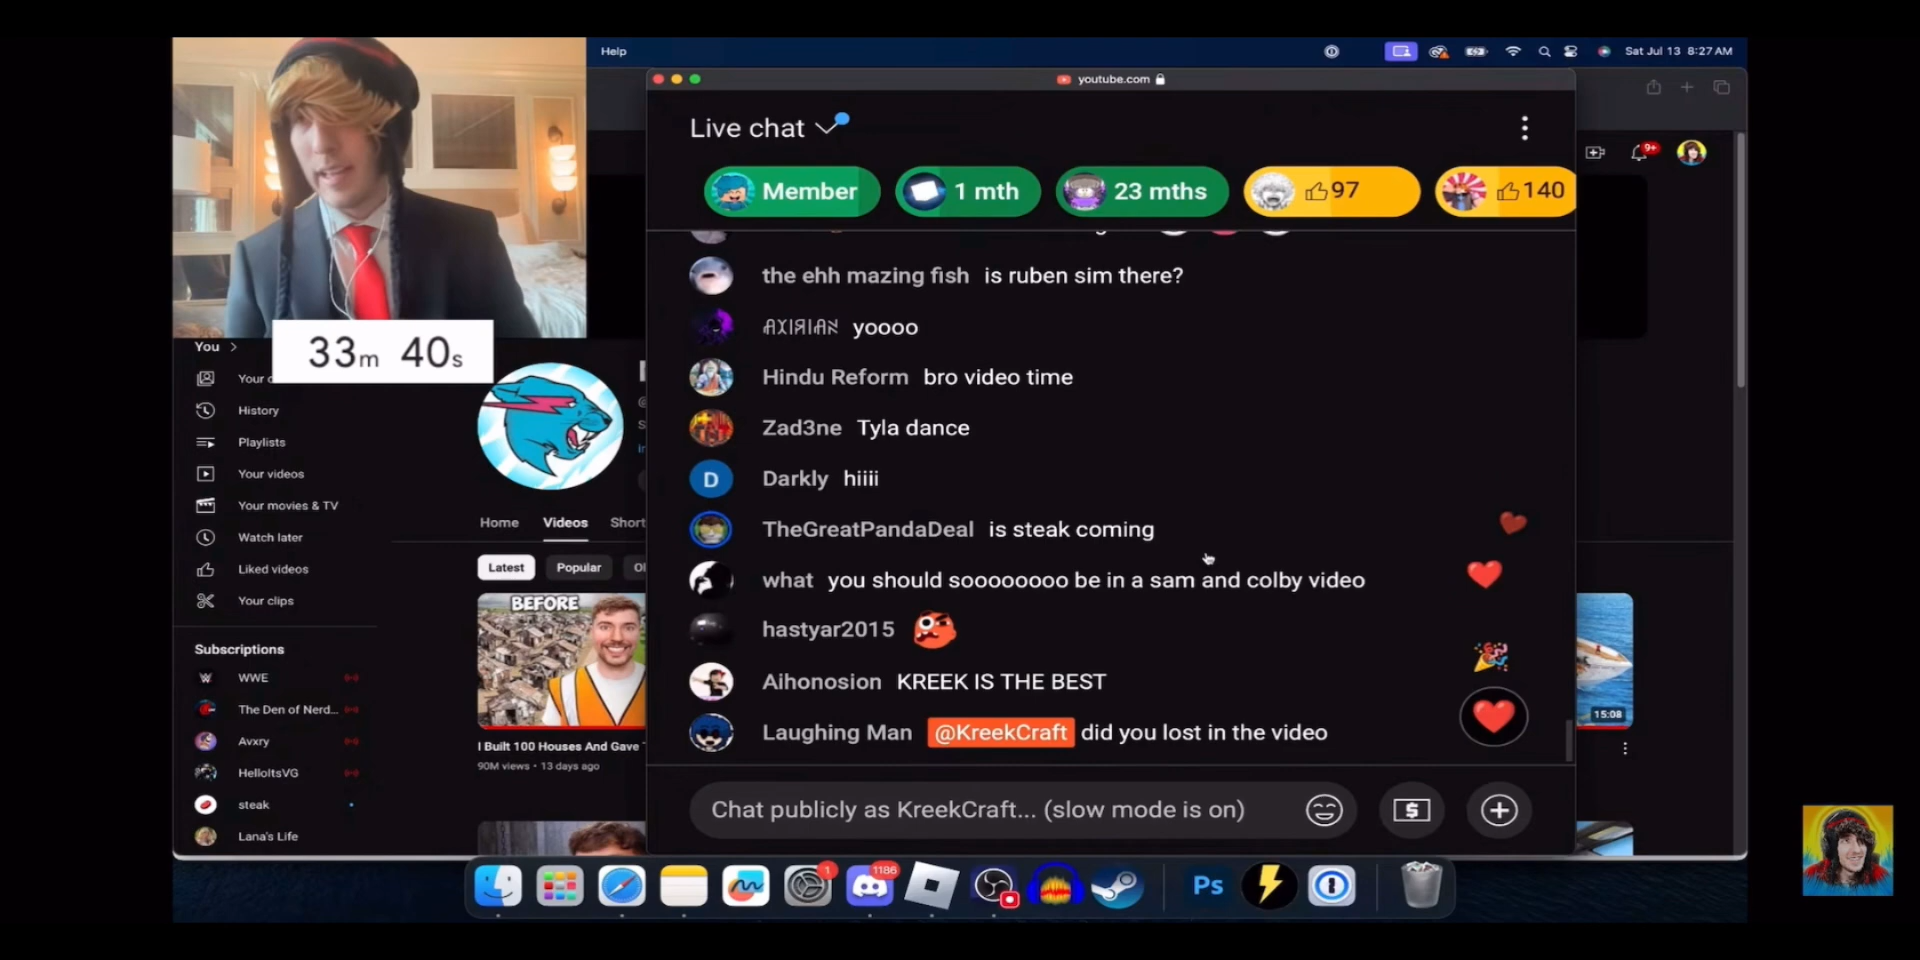 Help
Sat Jul 13 8:27 AM
youtube.com
Live chat
Member
1 mth
23 mths
97
140
9+
the ehh mazing fish is ruben sim there?
yoooo
Hindu Reform bro video time
Zad3ne Tyla dance
D
Darkly hiiii
TheGreatPandaDeal is steak coming
what you should soooooooo be in a sam and colby video
hastyar2015
Aihonosion KREEK IS THE BEST
Laughing Man @KreekCraft did you lost in the video
Chat publicly as KreekCraft... (slow mode is on)
33m 40s
You
Your
History
Playlists
Your videos
Your movies & TV
Watch later
Liked videos
Your clips
Subscriptions
WWE
The Den of Nerd...
Avxry
HelloItsVG
steak
Lana's Life
Home
Videos
Short
Latest
Popular
Ol
BEFORE
I Built 100 Houses And Gave
90M views • 13 days ago
15:08
1
1186
Ps